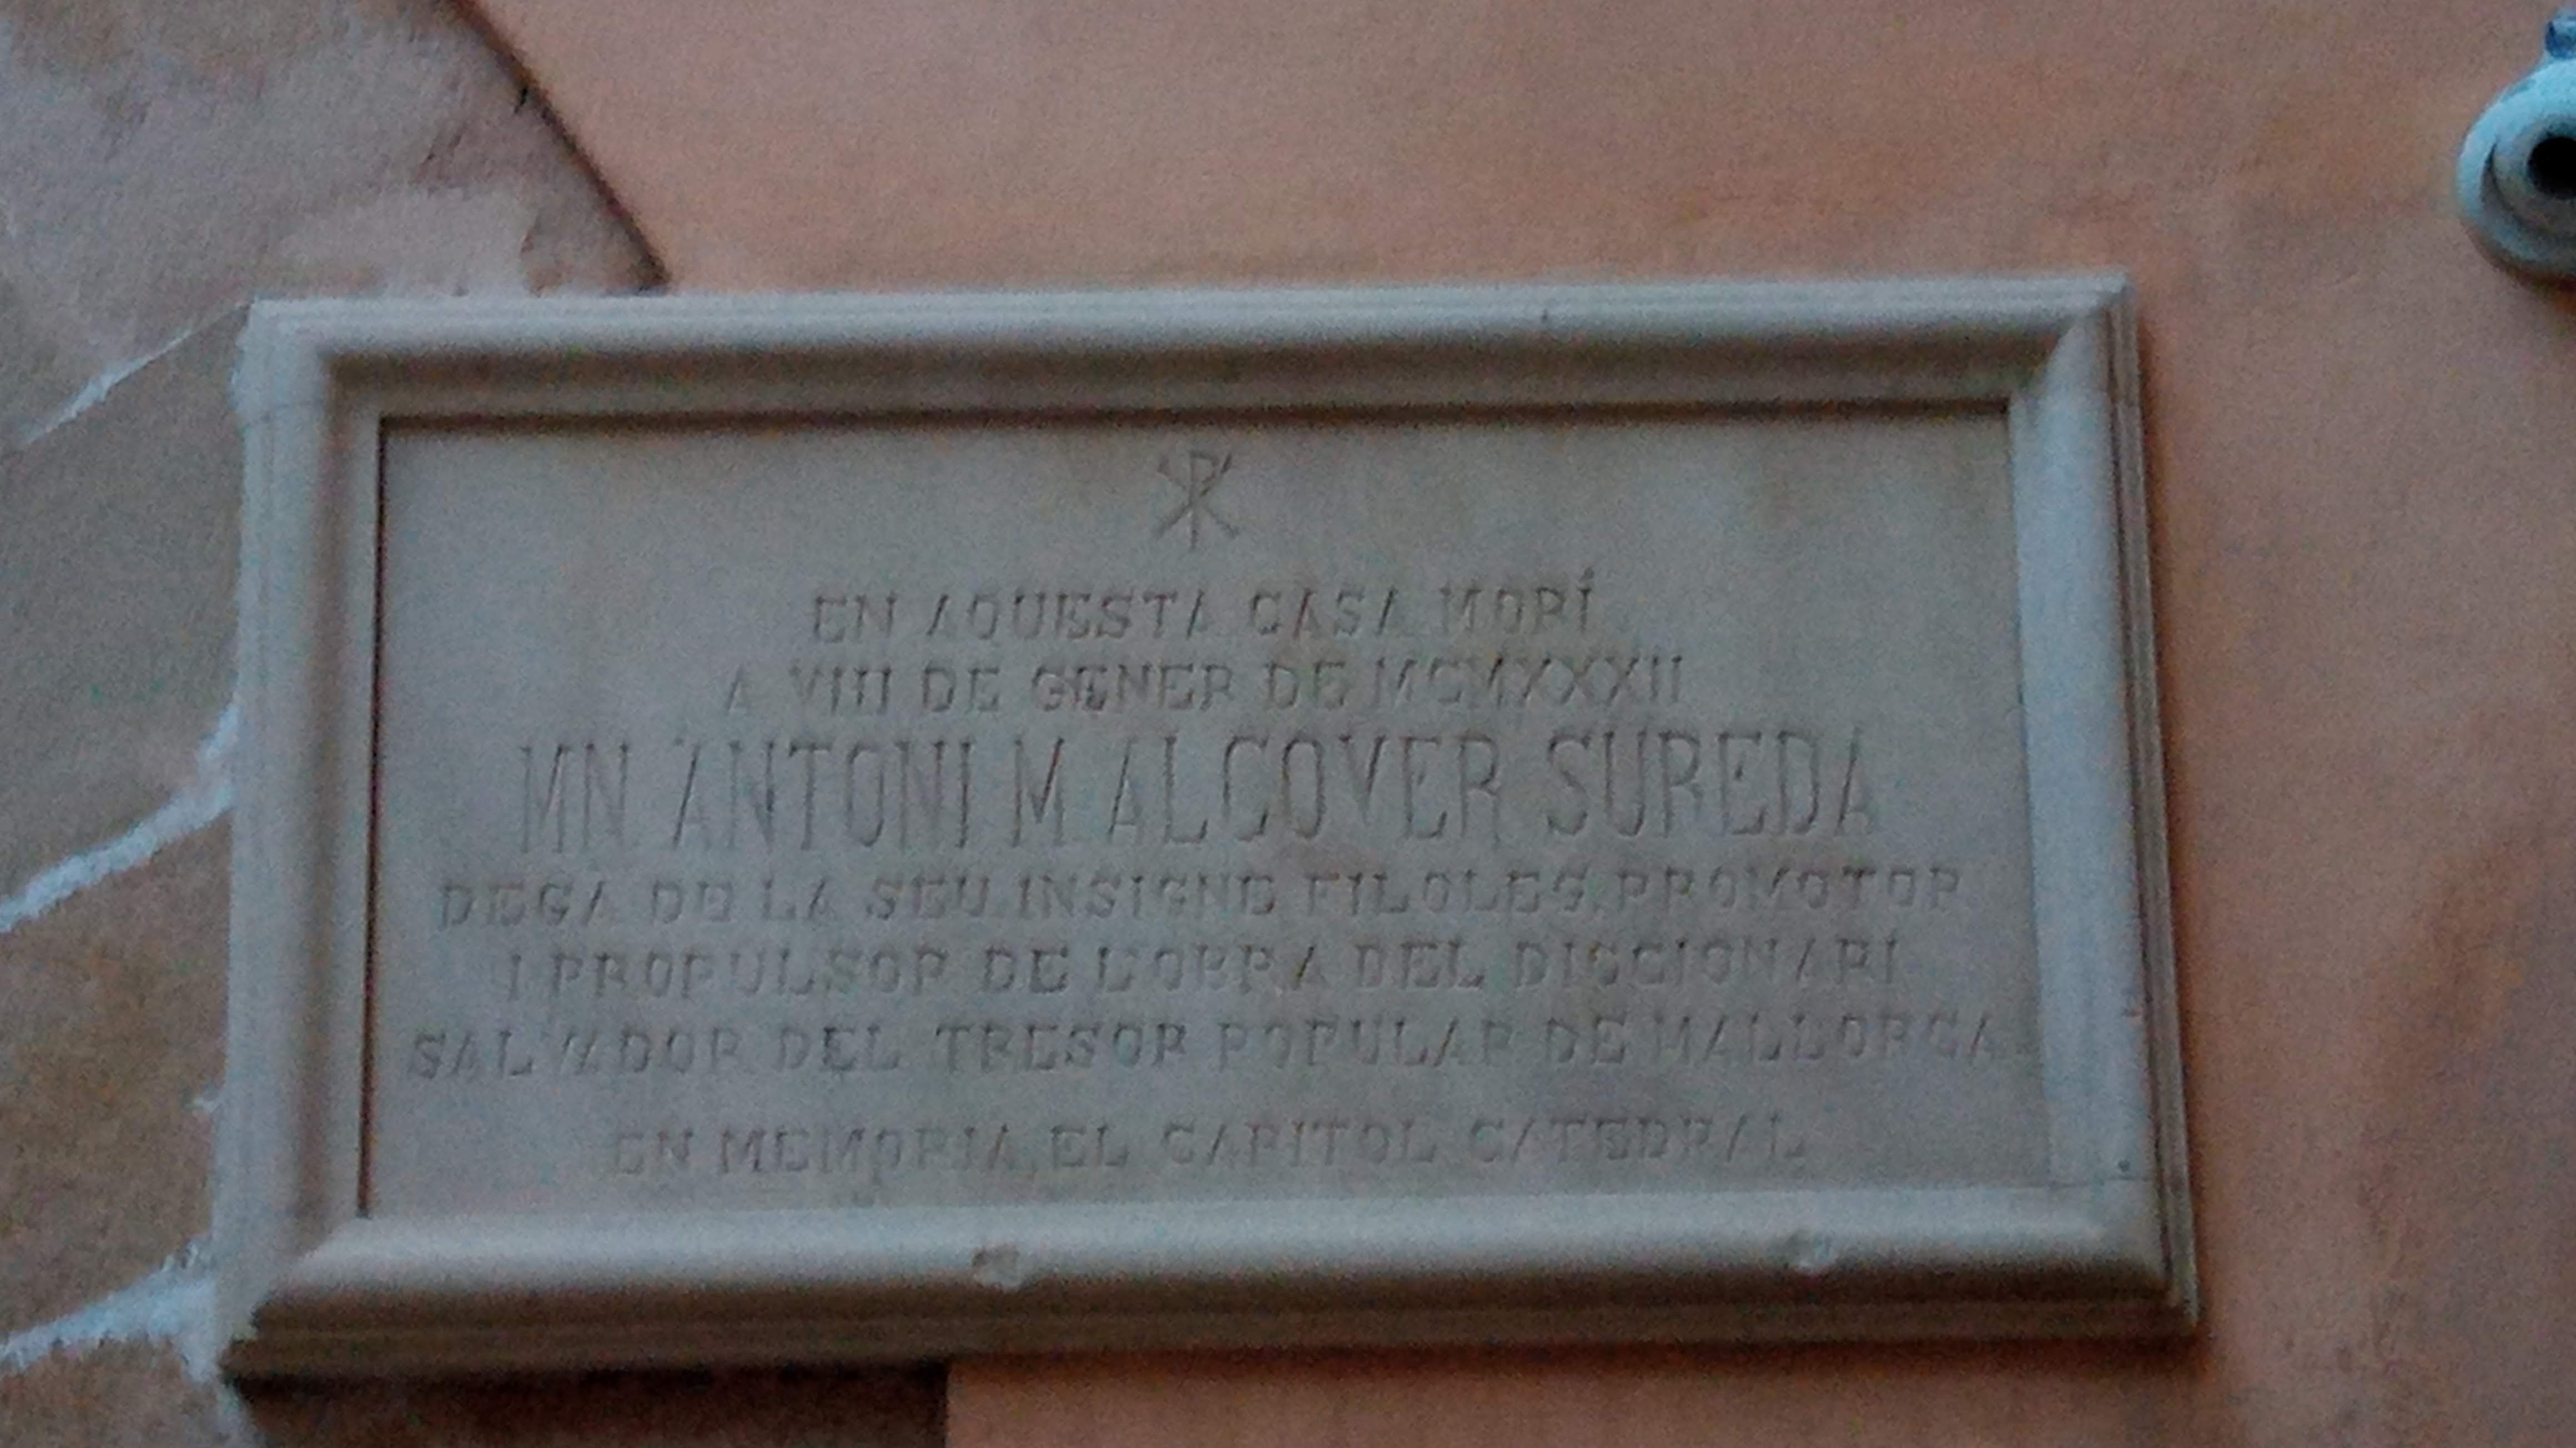 EN AQUESTA CASA MORÍ
A VIII DE GENER DE MCMXXXII
MN ANTONI M ALCOVER SUREDA
DEGA DE LA SEU. INSIGNE FILOLEG. PROMOTOR
I PROPULSOR DE L'OBRA DEL DICCIONARI
SALVADOR DEL TRESOR POPULAR DE MALLORCA
EN MEMORIA, EL CAPITOL CATEDRAL